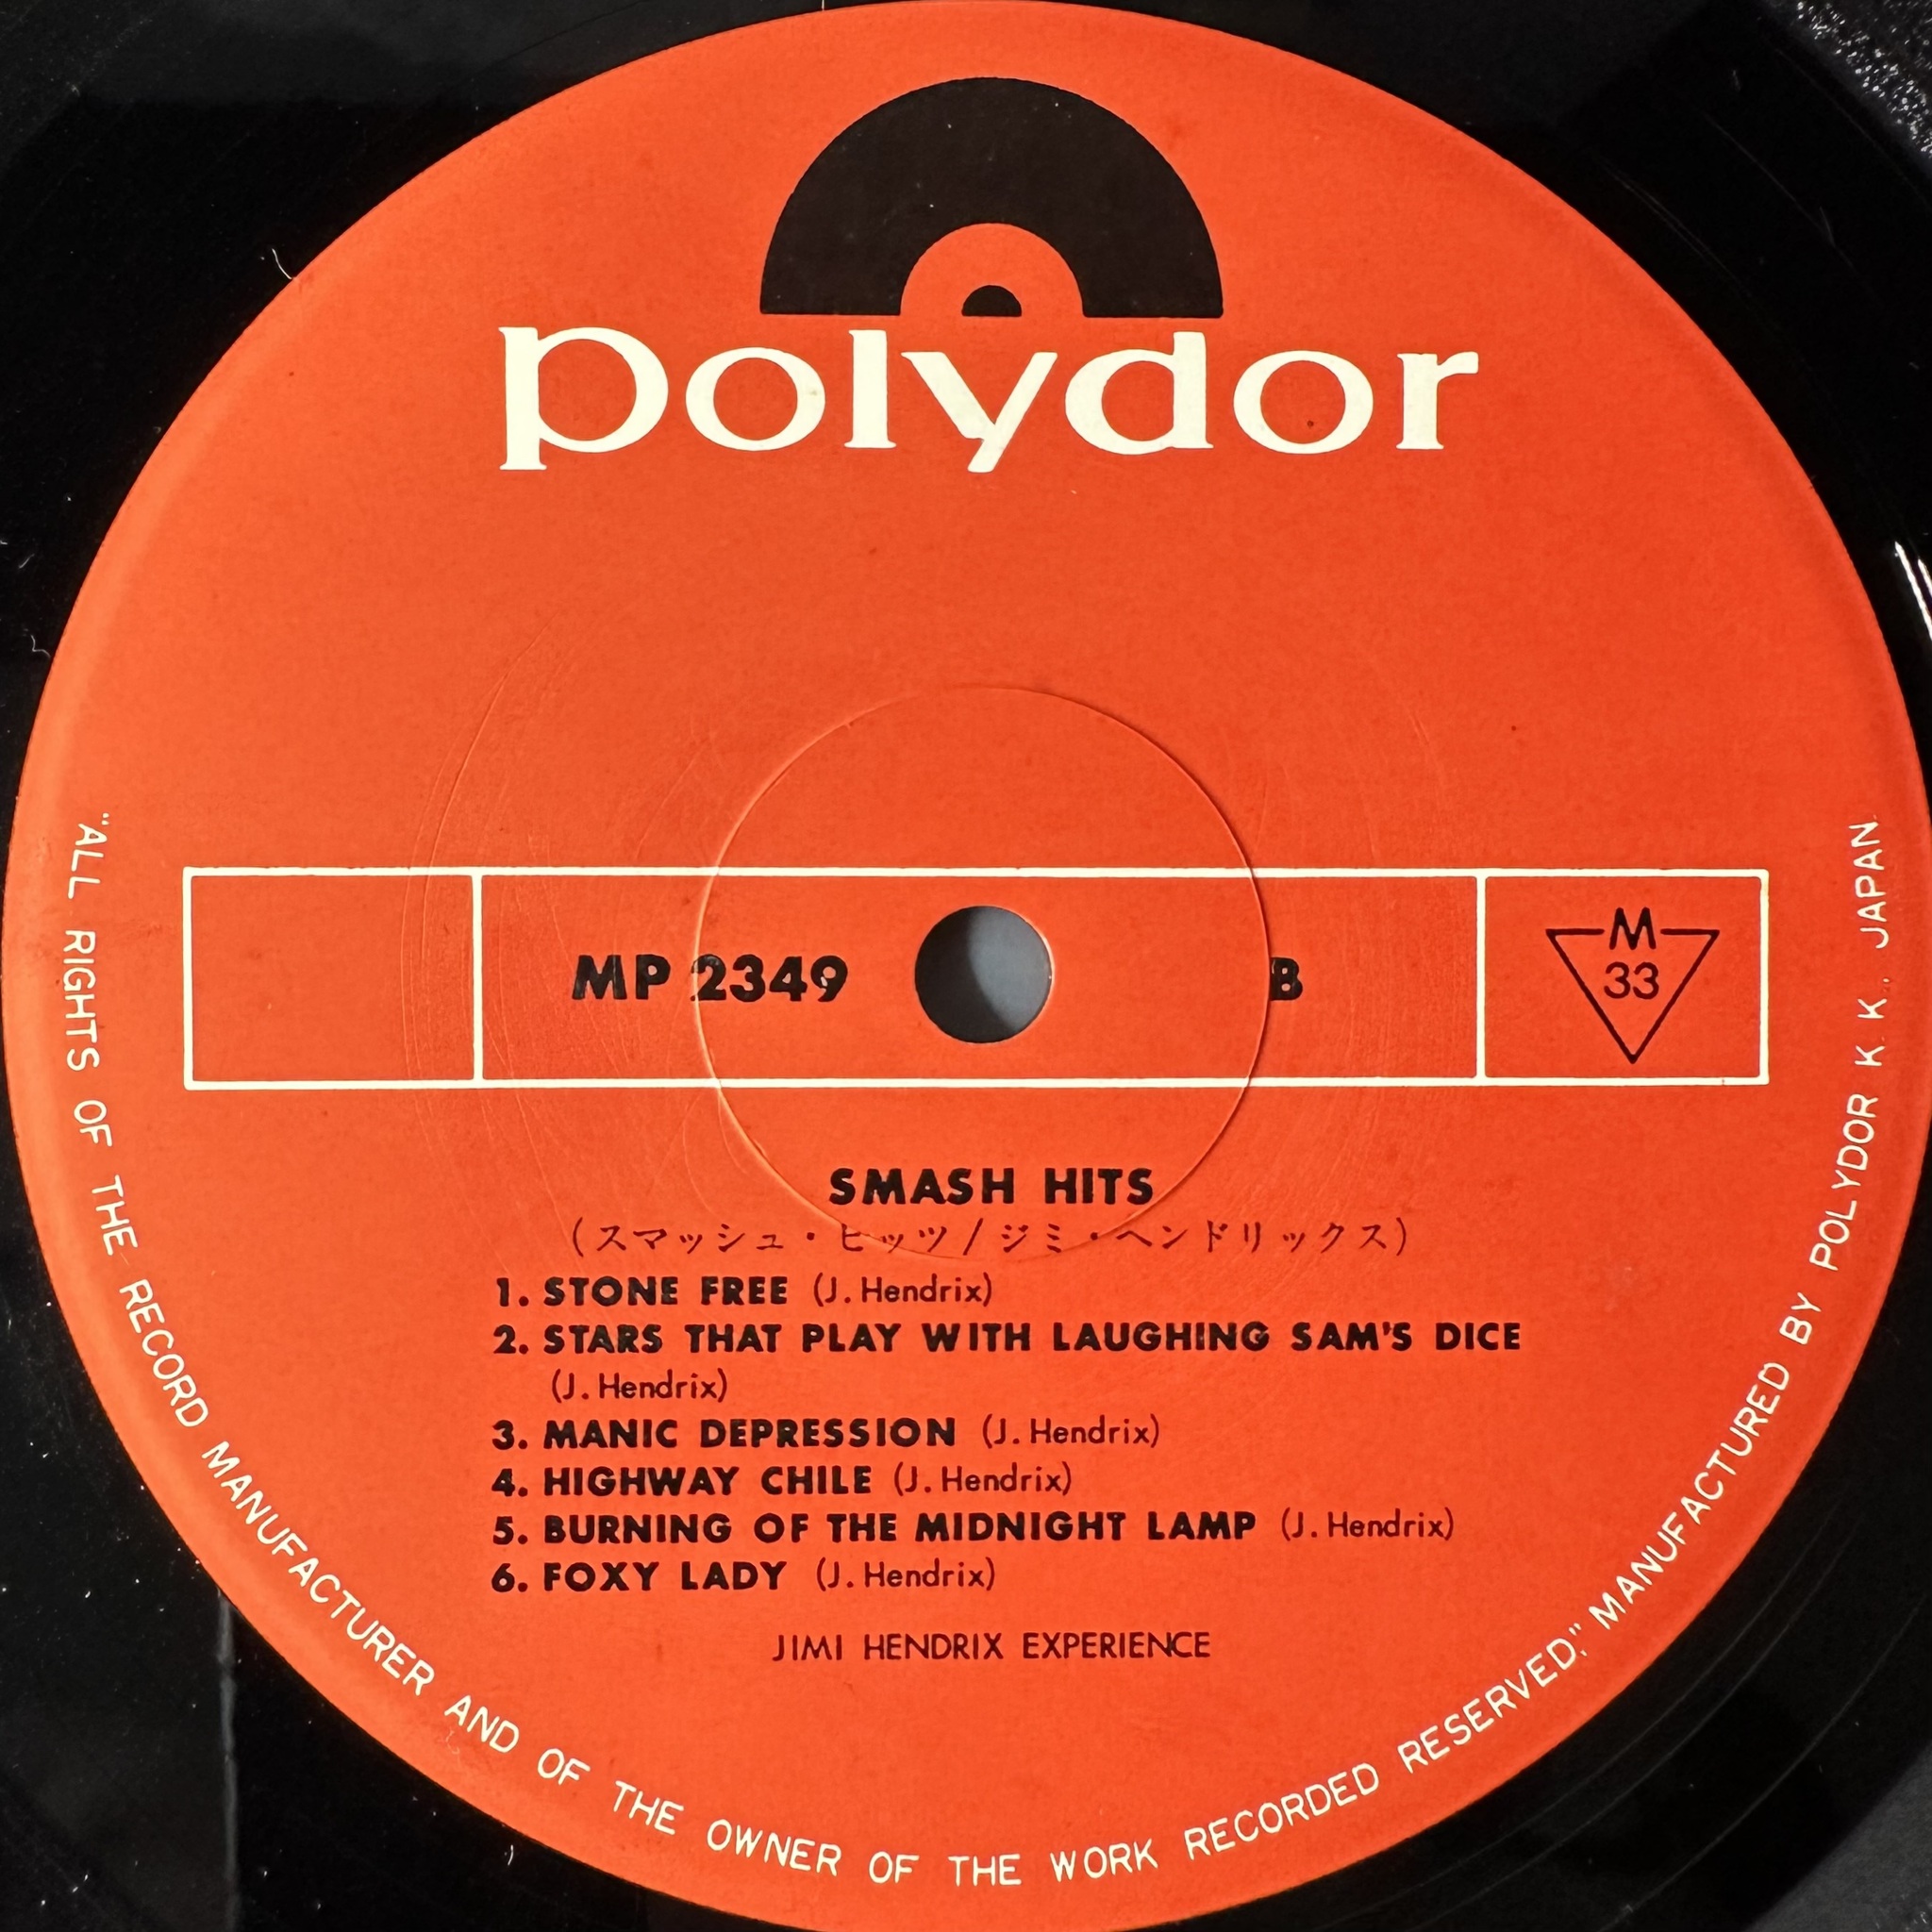 polydor
MP 2349 B
M
33
SMASH HITS
(スマッシュ・ヒッツ/ジミ・ヘンドリックス)
1. STONE FREE (J. Hendrix)
2. STARS THAT PLAY WITH LAUGHING SAM'S DICE
(J. Hendrix)
3. MANIC DEPRESSION (J. Hendrix)
4. HIGHWAY CHILE (J. Hendrix)
5. BURNING OF THE MIDNIGHT LAMP (J. Hendrix)
6. FOXY LADY (J. Hendrix)
JIMI HENDRIX EXPERIENCE
"ALL RIGHTS OF THE RECORD MANUFACTURER AND OF THE OWNER OF THE WORK RECORDED RESERVED," MANUFACTURED BY POLYDOR K. K., JAPAN